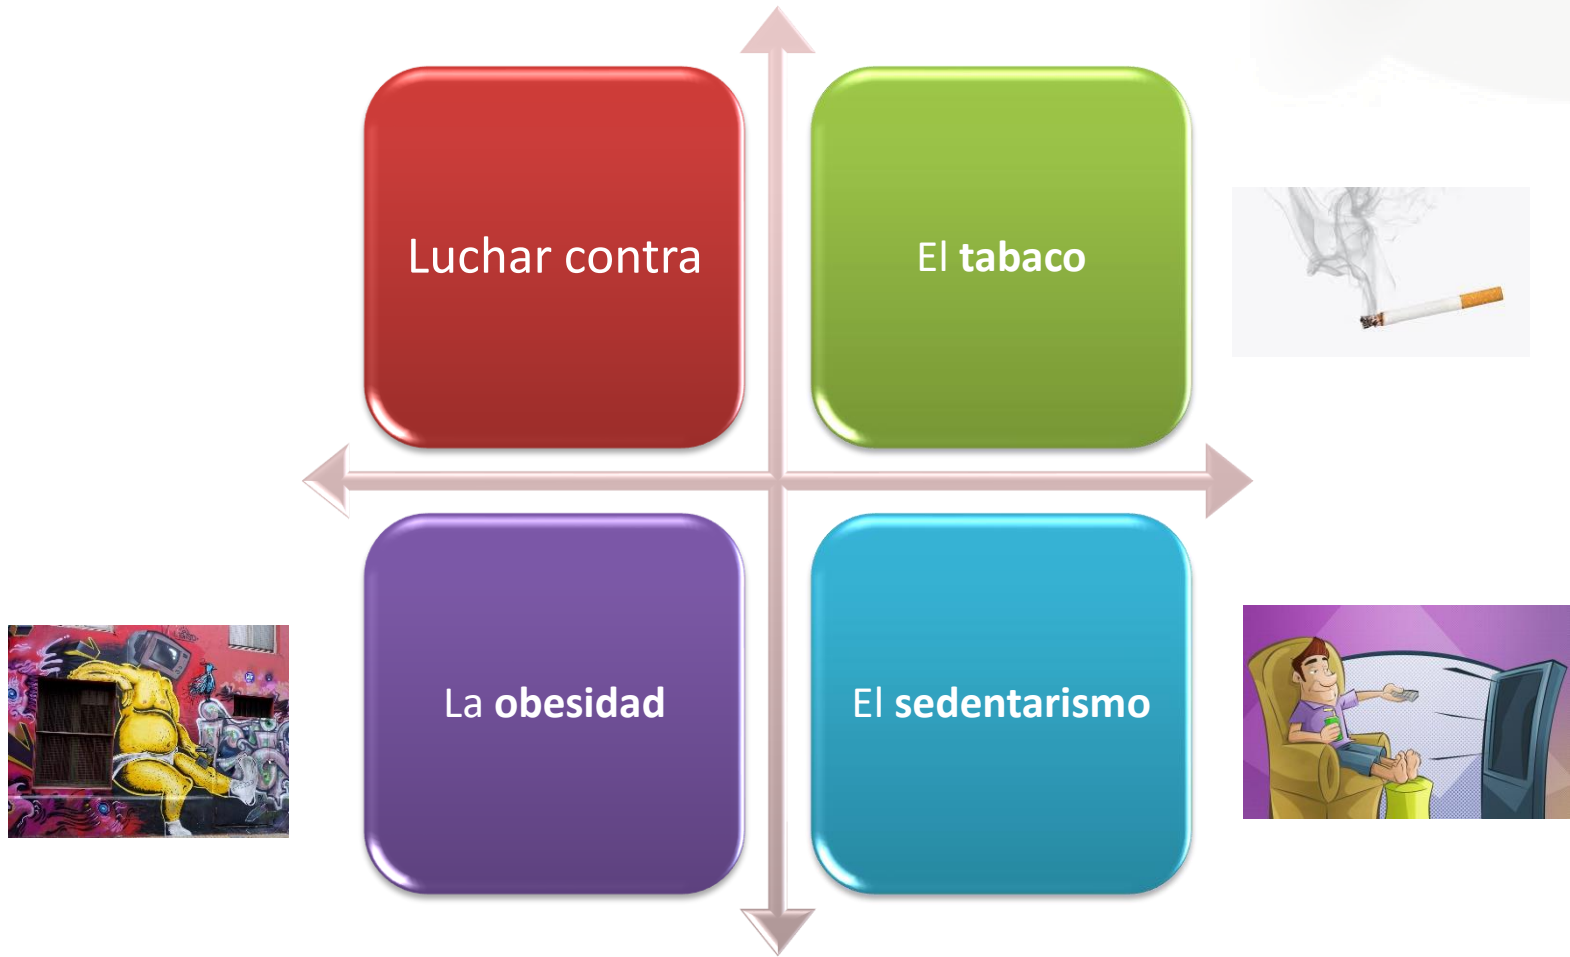 Luchar contra
El tabaco
La obesidad
El sedentarismo